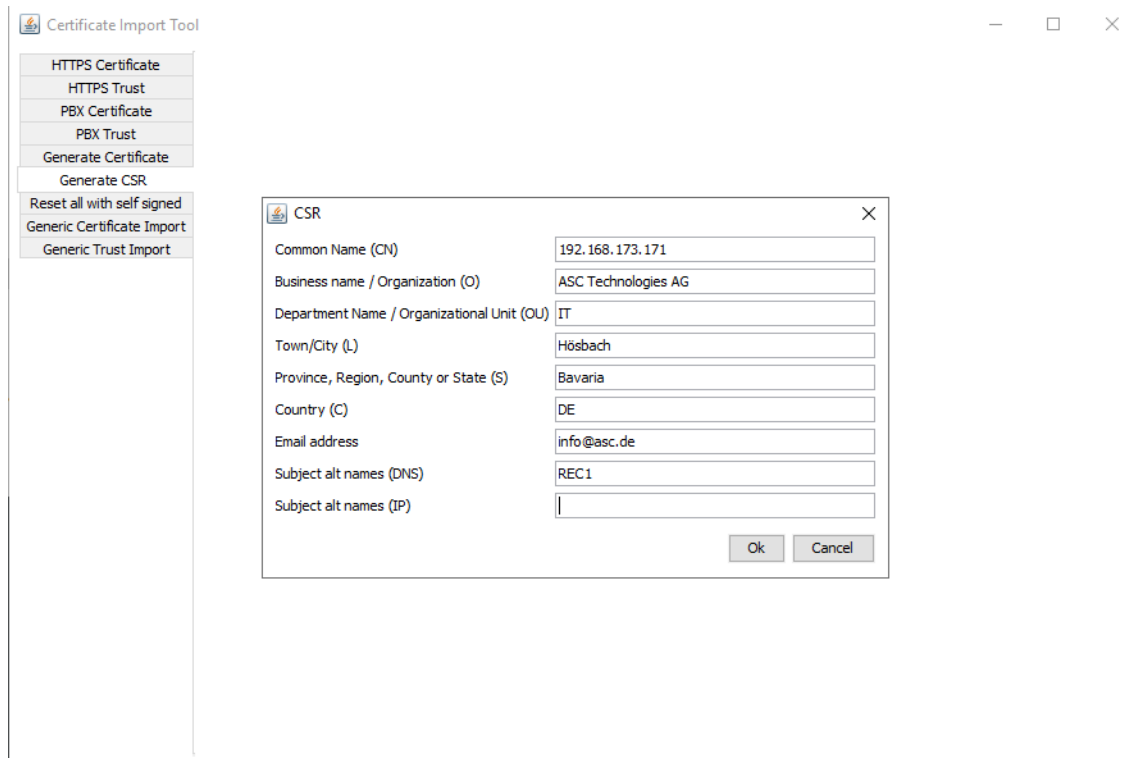 Certificate Import Tool
HTTPS Certificate
HTTPS Trust
PBX Certificate
PBX Trust
Generate Certificate
Generate CSR
Reset all with self signed
Generic Certificate Import
Generic Trust Import
CSR
Common Name (CN) 192.168.173.171
Business name / Organization (O) ASC Technologies AG
Department Name / Organizational Unit (OU) IT
Town/City (L) Hösbach
Province, Region, County or State (S) Bavaria
Country (C) DE
Email address info@asc.de
Subject alt names (DNS) REC1
Subject alt names (IP)
Ok Cancel